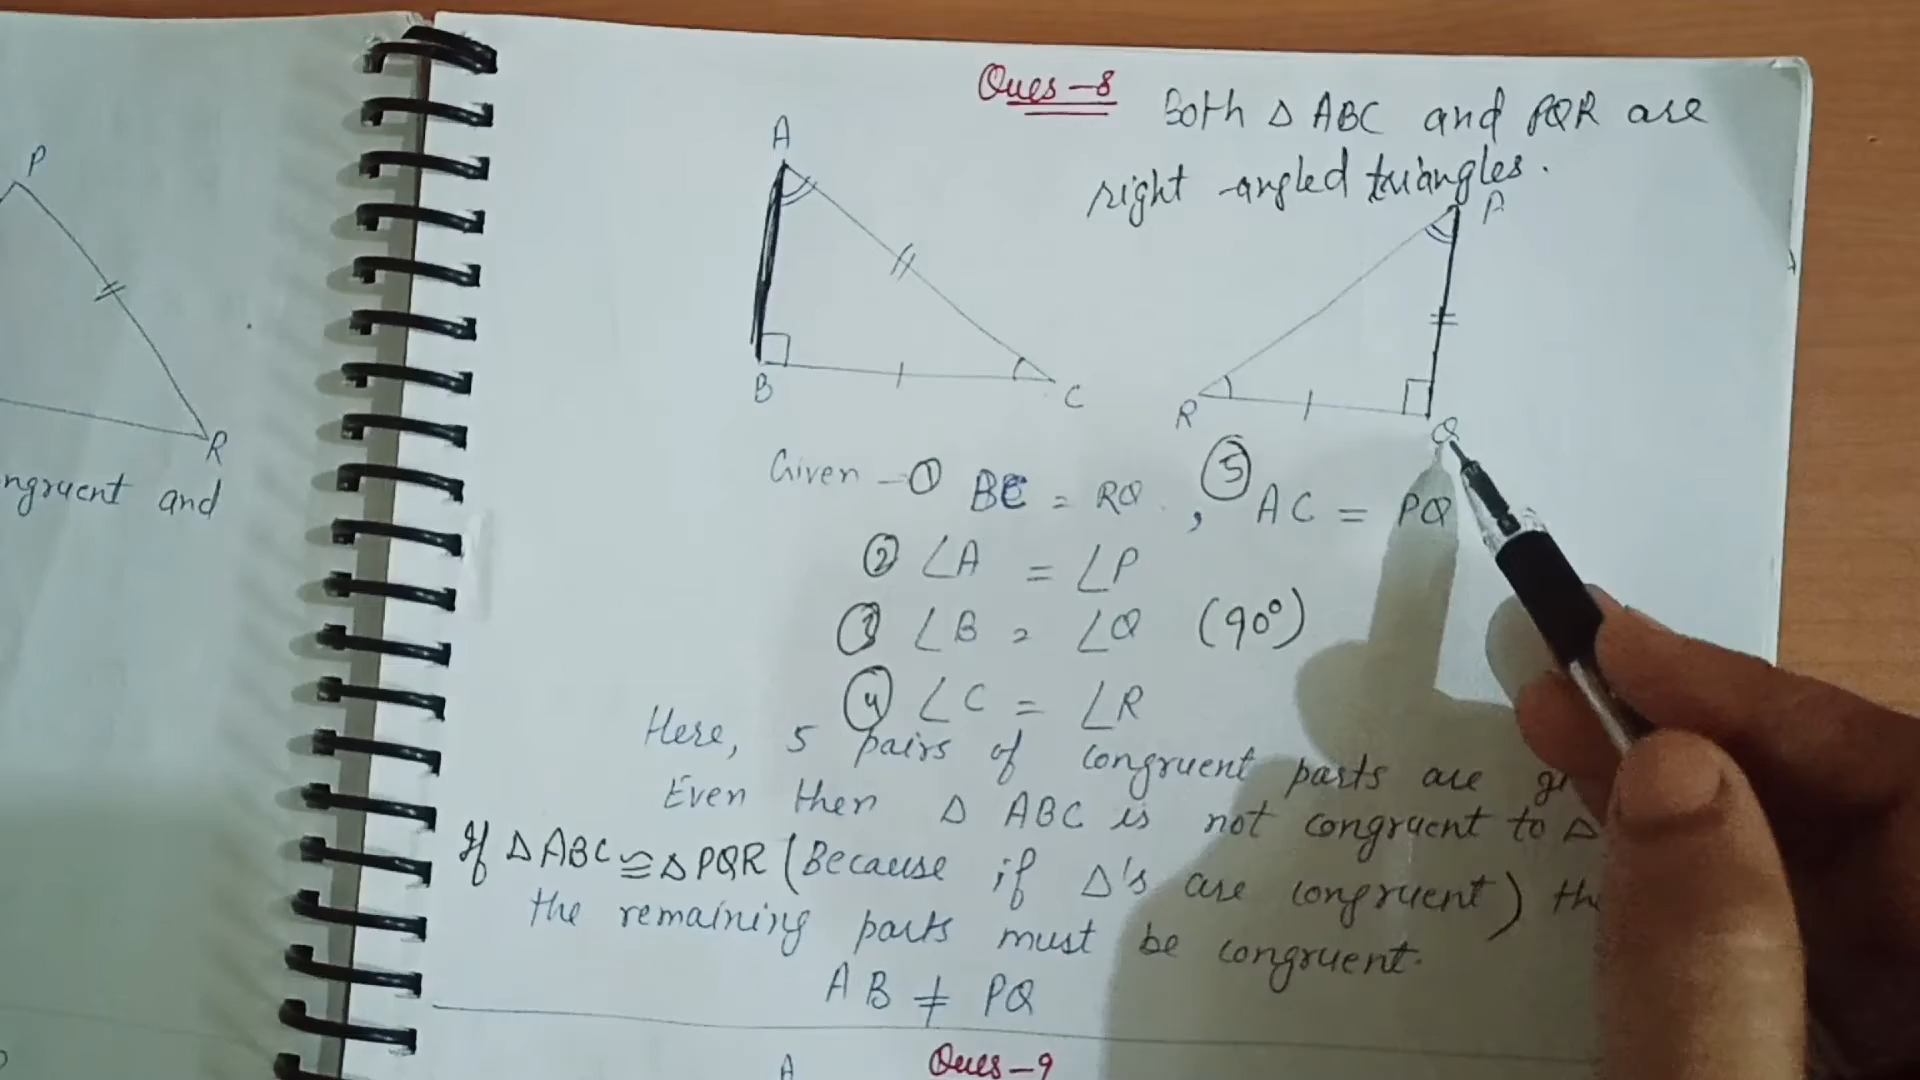 Ques-8
Both Δ ABC and PQR are
right-angled triangles.
P
R
ngruent and
A
B
C
P
R
Q
Given - ① BC = RQ , ⑤ AC = PQ
② ∠A = ∠P
③ ∠B = ∠Q (90°)
④ ∠C = ∠R
Here, 5 pairs of congruent parts are
Even then Δ ABC is not congruent to Δ
If Δ ABC ≅ Δ PQR (Because if Δ's are congruent)
the remaining parts must be congruent.
AB ≠ PQ
Ques-9
A